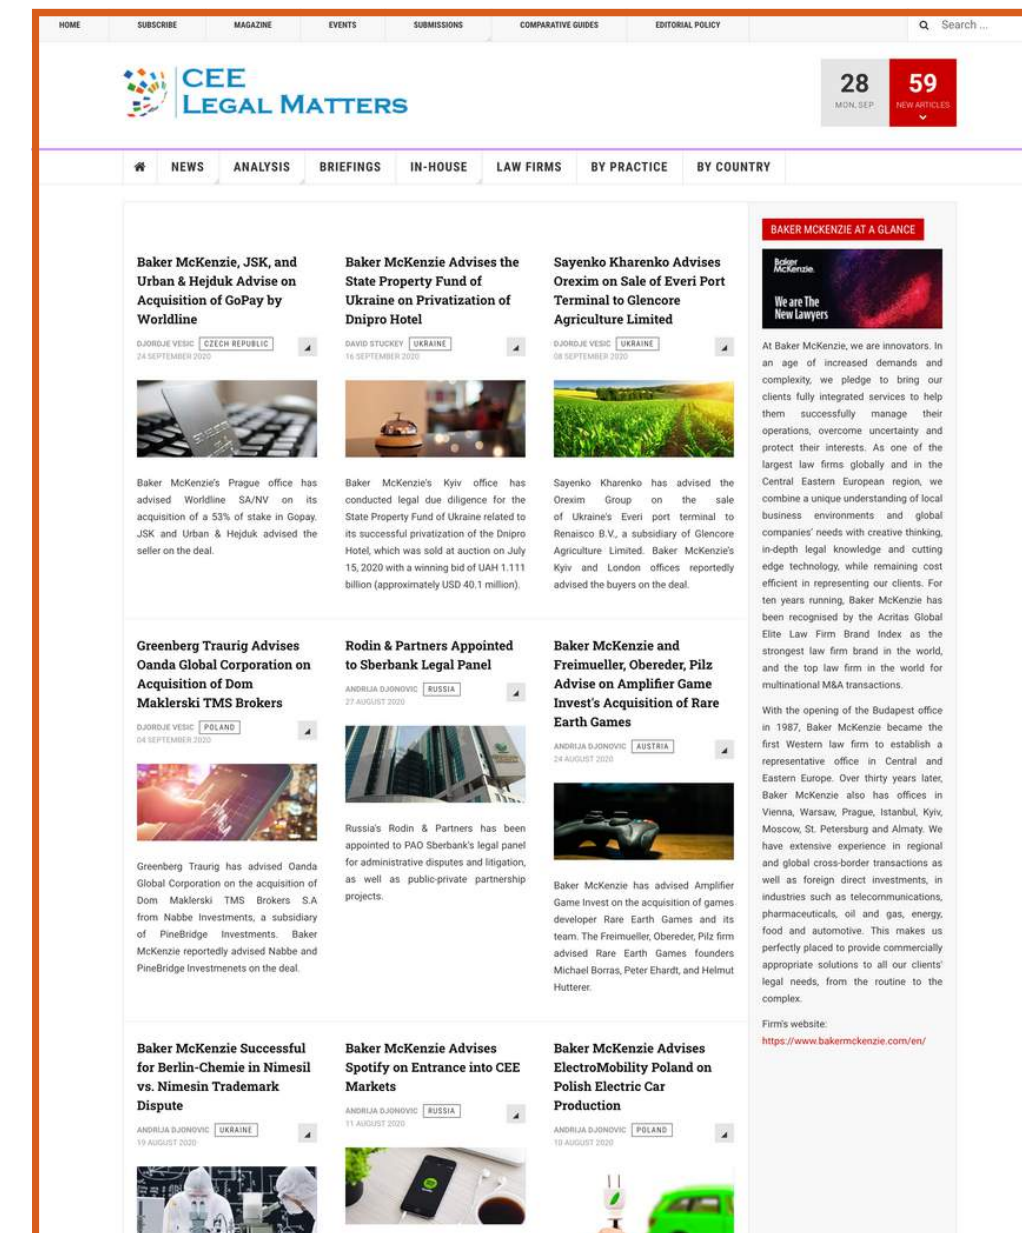 HOME SUBSCRIBE MAGAZINE EVENTS SUBMISSIONS COMPARATIVE GUIDES EDITORIAL POLICY Search ...
CEE
LEGAL MATTERS
28
MON, SEP
59
NEW ARTICLES
NEWS ANALYSIS BRIEFINGS IN-HOUSE LAW FIRMS BY PRACTICE BY COUNTRY
Baker McKenzie, JSK, and
Urban & Hejduk Advise on
Acquisition of GoPay by
Worldline
DJORDJE VESIC CZECH REPUBLIC
24 SEPTEMBER 2020
Baker McKenzie's Prague office has
advised Worldline SA/NV on its
acquisition of a 53% of stake in Gopay.
JSK and Urban & Hejduk advised the
seller on the deal.
Baker McKenzie Advises the
State Property Fund of
Ukraine on Privatization of
Dnipro Hotel
DAVID STUCKEY UKRAINE
16 SEPTEMBER 2020
Baker McKenzie's Kyiv office has
conducted legal due diligence for the
State Property Fund of Ukraine related to
its successful privatization of the Dnipro
Hotel, which was sold at auction on July
15, 2020 with a winning bid of UAH 1.111
billion (approximately USD 40.1 million).
Sayenko Kharenko Advises
Orexim on Sale of Everi Port
Terminal to Glencore
Agriculture Limited
DJORDJE VESIC UKRAINE
08 SEPTEMBER 2020
Sayenko Kharenko has advised the
Orexim Group on the sale
of Ukraine's Everi port terminal to
Renaisco B.V., a subsidiary of Glencore
Agriculture Limited. Baker McKenzie's
Kyiv and London offices reportedly
advised the buyers on the deal.
Greenberg Traurig Advises
Oanda Global Corporation on
Acquisition of Dom
Maklerski TMS Brokers
DJORDJE VESIC POLAND
04 SEPTEMBER 2020
Greenberg Traurig has advised Oanda
Global Corporation on the acquisition of
Dom Maklerski TMS Brokers S.A
from Nabbe Investments, a subsidiary
of PineBridge Investments. Baker
McKenzie reportedly advised Nabbe and
PineBridge Investmenets on the deal.
Rodin & Partners Appointed
to Sberbank Legal Panel
ANDRIJA DJONOVIC RUSSIA
27 AUGUST 2020
Russia's Rodin & Partners has been
appointed to PAO Sberbank's legal panel
for administrative disputes and litigation,
as well as public-private partnership
projects.
Baker McKenzie and
Freimueller, Obereder, Pilz
Advise on Amplifier Game
Invest's Acquisition of Rare
Earth Games
ANDRIJA DJONOVIC AUSTRIA
24 AUGUST 2020
Baker McKenzie has advised Amplifier
Game Invest on the acquisition of games
developer Rare Earth Games and its
team. The Freimueller, Obereder, Pilz firm
advised Rare Earth Games founders
Michael Borras, Peter Ehardt, and Helmut
Hutterer.
Baker McKenzie Successful
for Berlin-Chemie in Nimesil
vs. Nimesin Trademark
Dispute
ANDRIJA DJONOVIC UKRAINE
19 AUGUST 2020
Baker McKenzie Advises
Spotify on Entrance into CEE
Markets
ANDRIJA DJONOVIC RUSSIA
11 AUGUST 2020
Baker McKenzie Advises
ElectroMobility Poland on
Polish Electric Car
Production
ANDRIJA DJONOVIC POLAND
10 AUGUST 2020
BAKER MCKENZIE AT A GLANCE
Baker
McKenzie.
We are The
New Lawyers
At Baker McKenzie, we are innovators. In
an age of increased demands and
complexity, we pledge to bring our
clients fully integrated services to help
them successfully manage their
operations, overcome uncertainty and
protect their interests. As one of the
largest law firms globally and in the
Central Eastern European region, we
combine a unique understanding of local
business environments and global
companies' needs with creative thinking,
in-depth legal knowledge and cutting
edge technology, while remaining cost
efficient in representing our clients. For
ten years running, Baker McKenzie has
been recognised by the Acritas Global
Elite Law Firm Brand Index as the
strongest law firm brand in the world,
and the top law firm in the world for
multinational M&A transactions.
With the opening of the Budapest office
in 1987, Baker McKenzie became the
first Western law firm to establish a
representative office in Central and
Eastern Europe. Over thirty years later,
Baker McKenzie also has offices in
Vienna, Warsaw, Prague, Istanbul, Kyiv,
Moscow, St. Petersburg and Almaty. We
have extensive experience in regional
and global cross-border transactions as
well as foreign direct investments, in
industries such as telecommunications,
pharmaceuticals, oil and gas, energy,
food and automotive. This makes us
perfectly placed to provide commercially
appropriate solutions to all our clients'
legal needs, from the routine to the
complex.
Firm's website:
https://www.bakermckenzie.com/en/